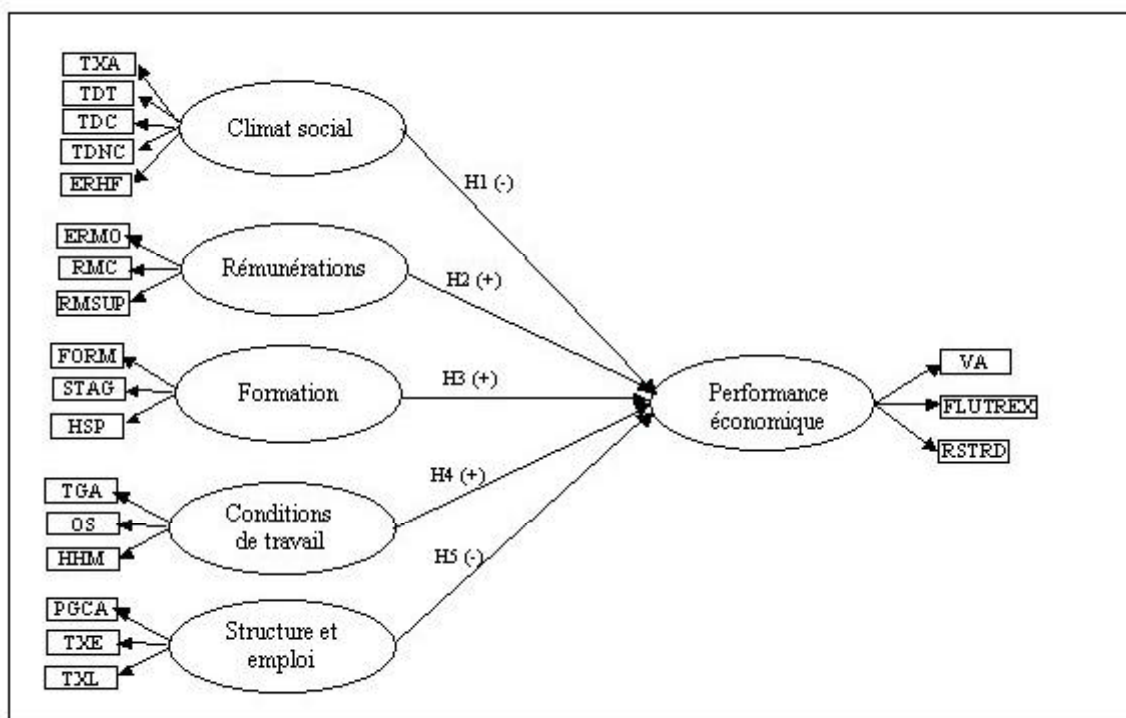 TXA
TDT
TDC
TDNC
ERHF
Climat social
H1 (-)
ERMO
RMC
RMSUP
Rémunérations
H2 (+)
FORM
STAG
HSP
Formation
H3 (+)
Performance
économique
VA
FLUTREX
RSTRD
TGA
OS
HHM
Conditions
de travail
H4 (+)
H5 (-)
PGCA
TXE
TXL
Structure et
emploi